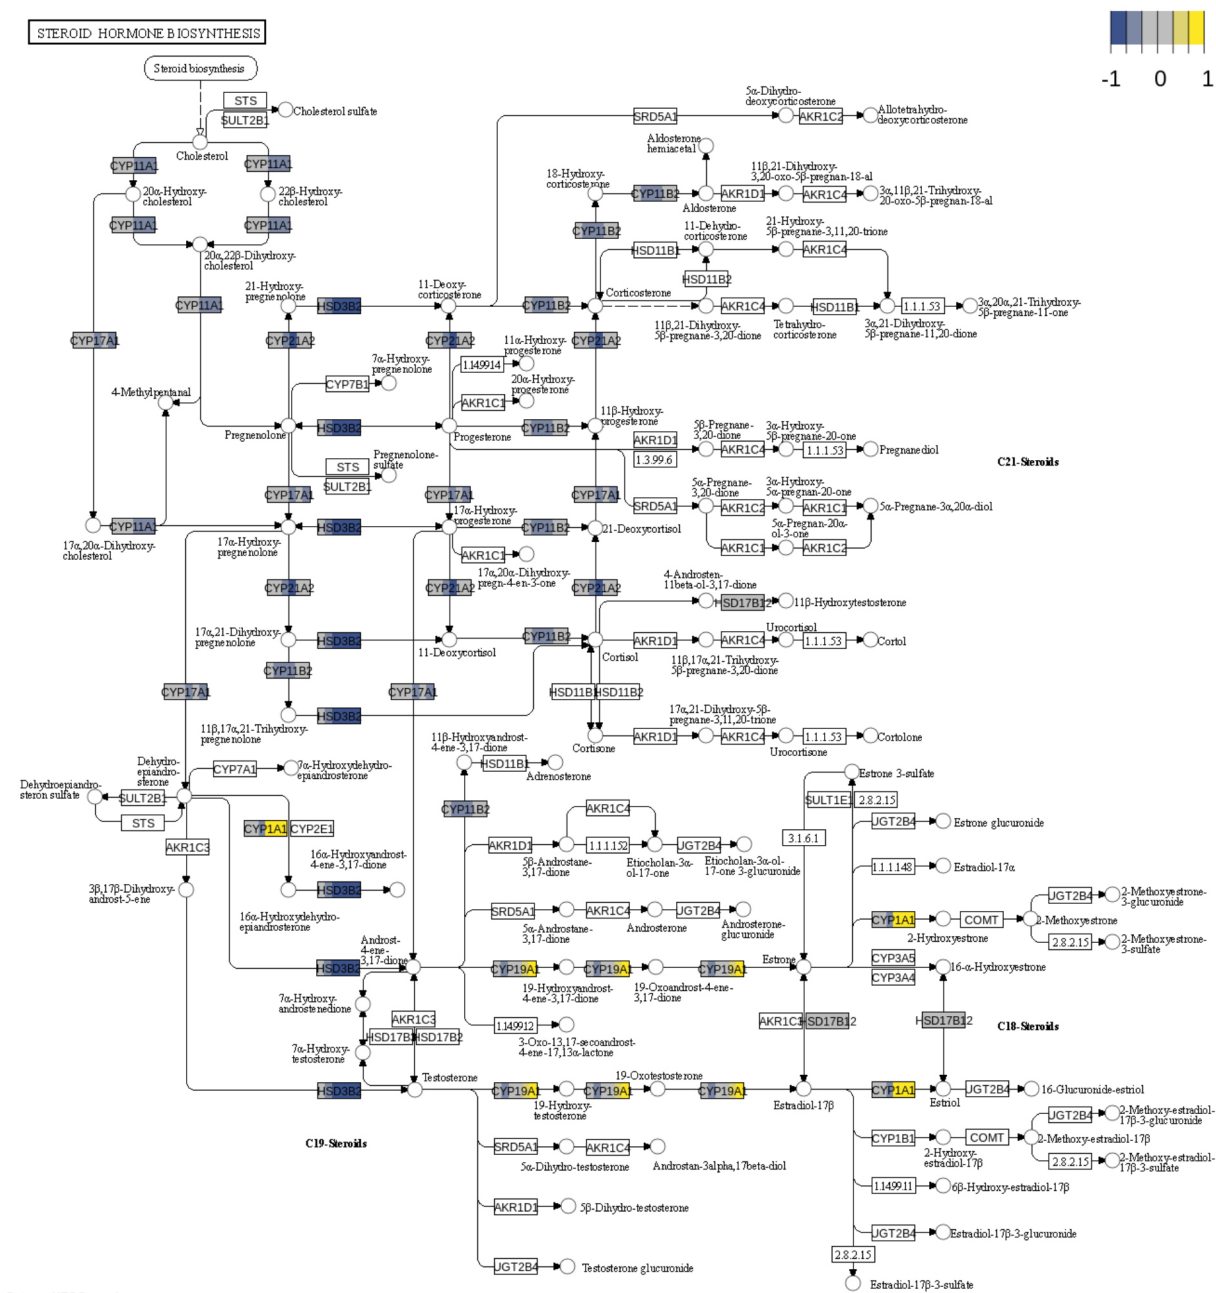 STEROID HORMONE BIOSYNTHESIS
-1 0 1
Steroid biosynthesis
STS
SULT2B1
Cholesterol sulfate
Cholesterol
CYP11A1
CYP11A1
20α-Hydroxy-
cholesterol
22β-Hydroxy-
cholesterol
CYP11A1
CYP11A1
20α,22β-Dihydroxy-
cholesterol
CYP11A1
CYP17A1
4-Methylpentanal
17α,20α-Dihydroxy-
cholesterol
CYP11A1
21-Hydroxy-
pregnenolone
HSD3B2
11-Deoxy-
corticosterone
CYP11B2
Corticosterone
CYP21A2
CYP21A2
CYP21A2
SRD5A1
5α-Dihydro-
deoxycorticosterone
AKR1C2
Allotetrahydro-
deoxycorticosterone
Aldosterone
hemiacetal
18-Hydroxy-
corticosterone
CYP11B2
CYP11B2
Aldosterone
AKR1D1
11β,21-Dihydroxy-
3,20-oxo-5β-pregnan-18-al
AKR1C4
3α,11β,21-Trihydroxy-
20-oxo-5β-pregnan-18-al
HSD11B1
11-Dehydro-
corticosterone
21-Hydroxy-
5β-pregnane-3,11,20-trione
AKR1C4
HSD11B2
11β,21-Dihydroxy-
5β-pregnane-3,20-dione
AKR1C4
Tetrahydro-
corticosterone
HSD11B1
3α,21-Dihydroxy-
5β-pregnane-11,20-dione
1.1.1.53
3α,20α,21-Trihydroxy-
5β-pregnane-11-one
7α-Hydroxy-
pregnenolone
CYP7B1
1.14.99.14
11α-Hydroxy-
progesterone
AKR1C1
20α-Hydroxy-
progesterone
Pregnenolone
HSD3B2
Progesterone
CYP11B2
11β-Hydroxy-
progesterone
STS
SULT2B1
Pregnenolone-
sulfate
AKR1D1
1.3.99.6
5β-Pregnane-
3,20-dione
AKR1C4
3α-Hydroxy-
5β-pregnane-20-one
1.1.1.53
Pregnanediol
C21-Steroids
SRD5A1
5α-Pregnane-
3,20-dione
AKR1C2
3α-Hydroxy-
5α-pregnan-20-one
AKR1C1
5α-Pregnane-3α,20α-diol
AKR1C1
5α-Pregnan-20α-
ol-3-one
AKR1C2
CYP17A1
CYP17A1
CYP17A1
17α-Hydroxy-
pregnenolone
HSD3B2
17α-Hydroxy-
progesterone
CYP11B2
21-Deoxycortisol
AKR1C1
17α,20α-Dihydroxy-
pregn-4-en-3-one
CYP21A2
CYP21A2
CYP21A2
4-Androsten-
11beta-ol-3,17-dione
HSD17B12
11β-Hydroxytestosterone
17α,21-Dihydroxy-
pregnenolone
HSD3B2
11-Deoxycortisol
CYP11B2
Cortisol
AKR1D1
11β,17α,21-Trihydroxy-
5β-pregnane-3,20-dione
AKR1C4
Urocortisol
1.1.1.53
Cortol
CYP11B2
CYP17A1
CYP17A1
HSD11B1
HSD11B2
11β,17α,21-Trihydroxy-
pregnenolone
HSD3B2
Cortisone
AKR1D1
17α,21-Dihydroxy-5β-
pregnane-3,11,20-trione
AKR1C4
Urocortisone
1.1.1.53
Cortolone
Dehydroepiandro-
steron sulfate
SULT2B1
STS
Dehydro-
epiandro-
sterone
CYP7A1
7α-Hydroxydehydro-
epiandrosterone
CYP1A1
CYP2E1
AKR1C3
3β,17β-Dihydroxy-
androst-5-ene
16α-Hydroxyandrost-
4-ene-3,17-dione
HSD3B2
16α-Hydroxydehydro-
epiandrosterone
11β-Hydroxyandrost-
4-ene-3,17-dione
HSD11B1
Adrenosterone
CYP11B2
AKR1D1
5β-Androstane-
3,17-dione
AKR1C4
1.1.1.152
Etiocholan-3α-
ol-17-one
UGT2B4
Etiocholan-3α-ol-
17-one 3-glucuronide
SRD5A1
5α-Androstane-
3,17-dione
AKR1C4
Androsterone
UGT2B4
Androsterone-
glucuronide
HSD3B2
Androst-
4-ene-
3,17-dione
CYP19A1
19-Hydroxyandrost-
4-ene-3,17-dione
CYP19A1
19-Oxoandrost-4-ene-
3,17-dione
CYP19A1
Estrone
7α-Hydroxy-
androstenedione
AKR1C3
HSD17B3
HSD17B2
7α-Hydroxy-
testosterone
1.14.99.12
3-Oxo-13,17-secoandrost-
4-ene-17,13α-lactone
HSD3B2
Testosterone
CYP19A1
19-Hydroxy-
testosterone
CYP19A1
19-Oxotestosterone
CYP19A1
Estradiol-17β
C19-Steroids
SRD5A1
5α-Dihydro-testosterone
AKR1C4
Androstan-3alpha,17beta-diol
AKR1D1
5β-Dihydro-testosterone
UGT2B4
Testosterone glucuronide
Estrone 3-sulfate
SULT1E1
2.8.2.15
3.1.6.1
UGT2B4
Estrone glucuronide
1.1.1.148
Estradiol-17α
CYP1A1
2-Hydroxyestrone
COMT
2-Methoxyestrone
UGT2B4
2-Methoxyestrone-
3-glucuronide
2.8.2.15
2-Methoxyestrone-
3-sulfate
CYP3A5
CYP3A4
16-α-Hydroxyestrone
AKR1C3
HSD17B12
HSD17B12
C18-Steroids
CYP1A1
Estriol
UGT2B4
16-Glucuronide-estriol
CYP1B1
2-Hydroxy-
estradiol-17β
COMT
2-Methoxy-estradiol-17β
UGT2B4
2-Methoxy-estradiol-
17β-3-glucuronide
2.8.2.15
2-Methoxy-estradiol-
17β-3-sulfate
1.14.99.11
6β-Hydroxy-estradiol-17β
UGT2B4
Estradiol-17β-3-glucuronide
2.8.2.15
Estradiol-17β-3-sulfate